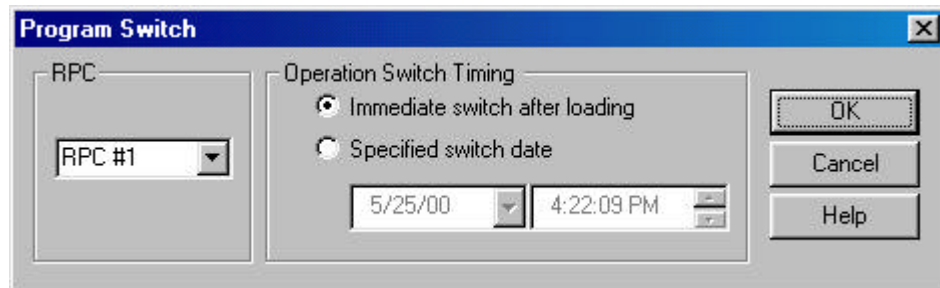 Program Switch
RPC
RPC #1
Operation Switch Timing
Immediate switch after loading
Specified switch date
5/25/00 4:22:09 PM
OK
Cancel
Help